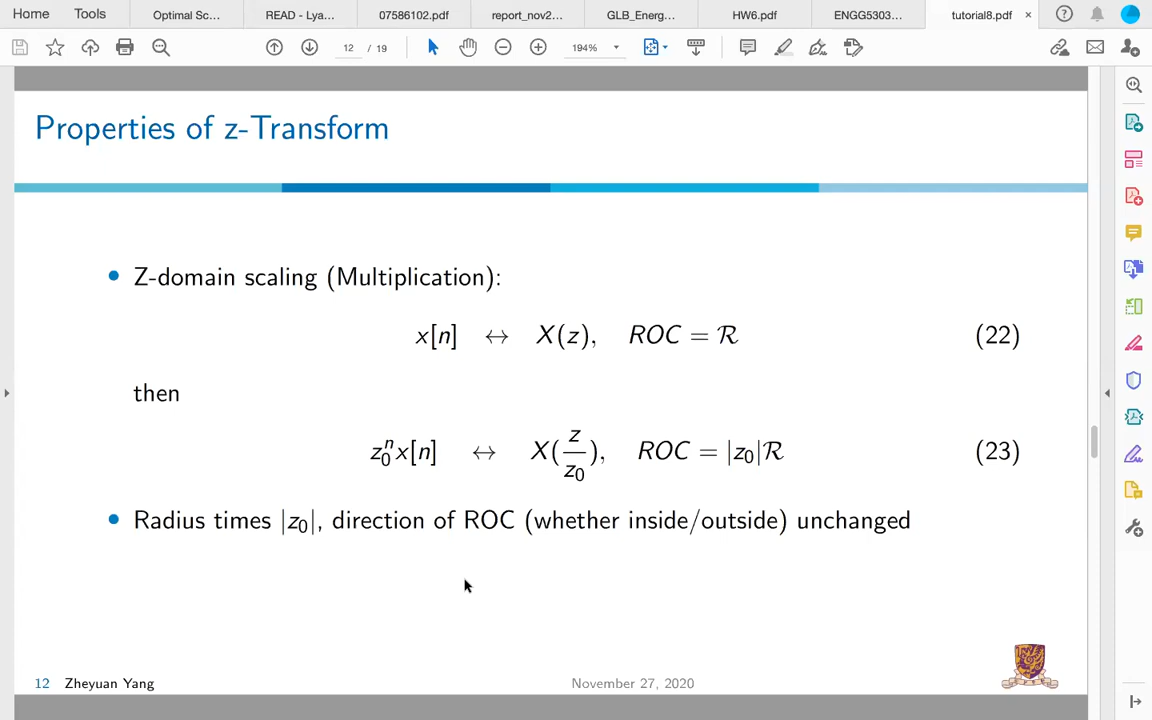 Home Tools Optimal Sc... READ - Lya... 07586102.pdf report_nov2... GLB_Energ... HW6.pdf ENGG5303... tutorial8.pdf ×
12 / 19 194%
Properties of z-Transform
• Z-domain scaling (Multiplication):
x[n] ↔ X(z), ROC = ℛ (22)
then
z₀ⁿx[n] ↔ X(z/z₀), ROC = |z₀|ℛ (23)
• Radius times |z₀|, direction of ROC (whether inside/outside) unchanged
12 Zheyuan Yang November 27, 2020